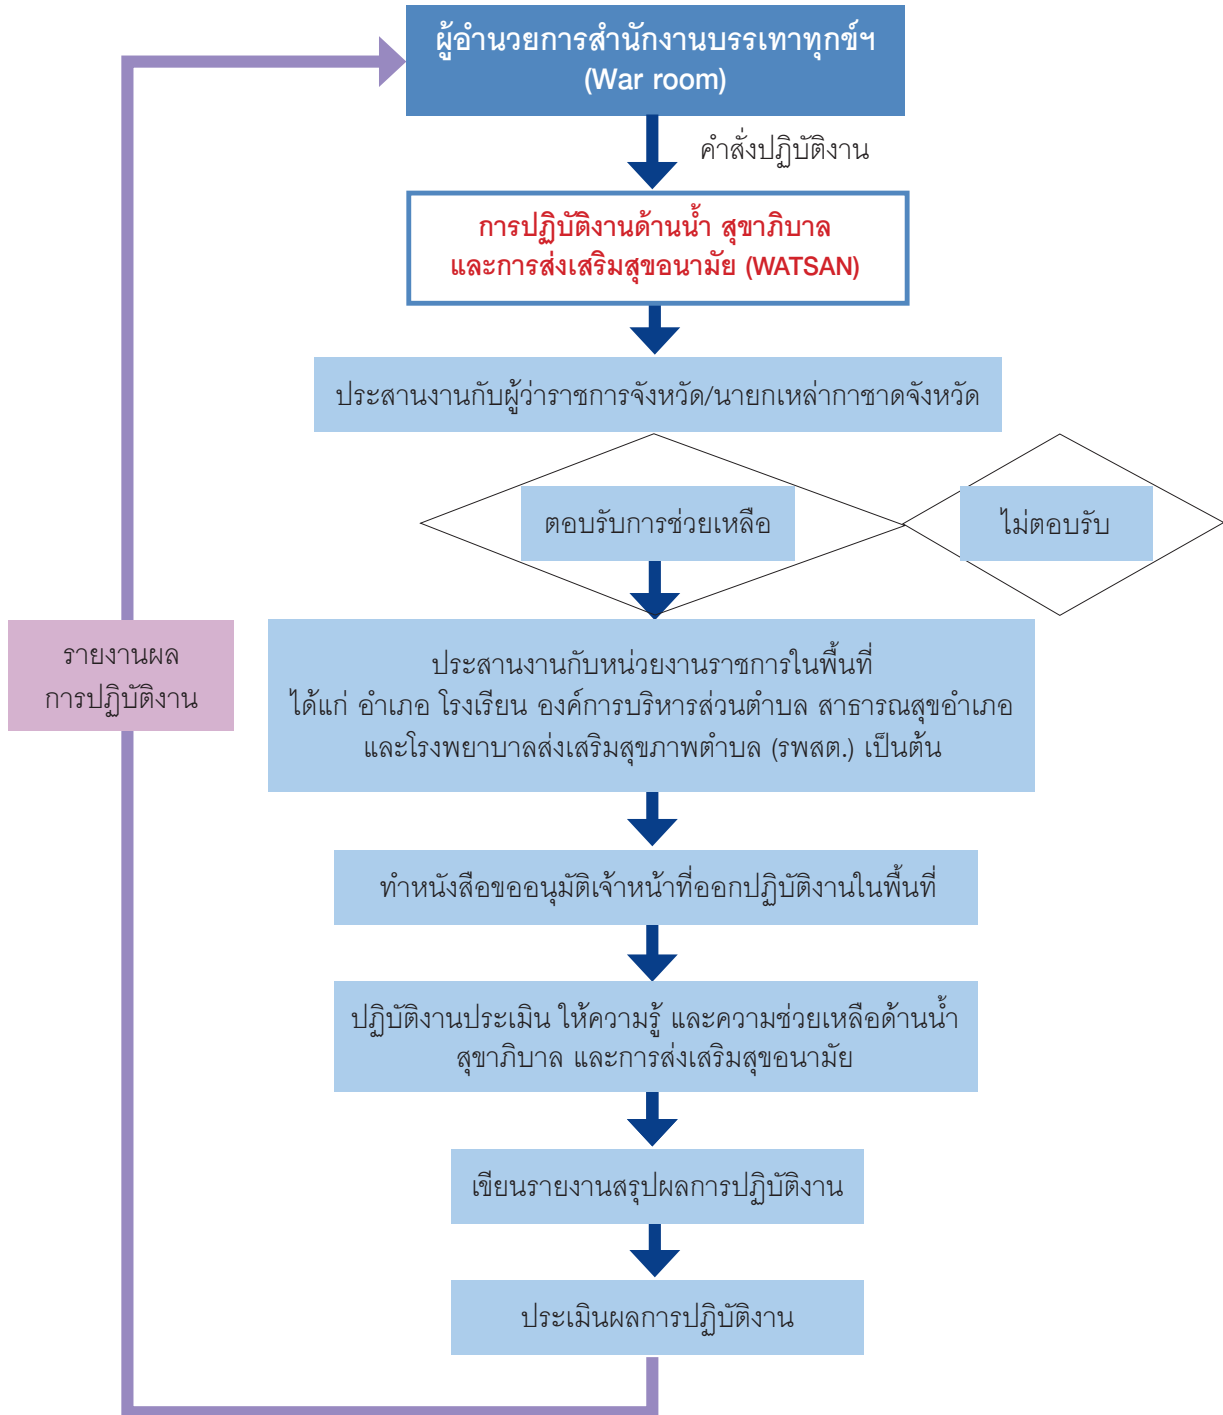 ผู้อำนวยการสำนักงานบรรเทาทุกข์ฯ
(War room)
คำสั่งปฏิบัติงาน
การปฏิบัติงานด้านน้ำ สุขาภิบาล
และการส่งเสริมสุขอนามัย (WATSAN)
ประสานงานกับผู้ว่าราชการจังหวัด/นายกเหล่ากาชาดจังหวัด
ตอบรับการช่วยเหลือ
ไม่ตอบรับ
รายงานผล
การปฏิบัติงาน
ประสานงานกับหน่วยงานราชการในพื้นที่
ได้แก่ อำเภอ โรงเรียน องค์การบริหารส่วนตำบล สาธารณสุขอำเภอ
และโรงพยาบาลส่งเสริมสุขภาพตำบล (รพสต.) เป็นต้น
ทำหนังสือขออนุมัติเจ้าหน้าที่ออกปฏิบัติงานในพื้นที่
ปฏิบัติงานประเมิน ให้ความรู้ และความช่วยเหลือด้านน้ำ
สุขาภิบาล และการส่งเสริมสุขอนามัย
เขียนรายงานสรุปผลการปฏิบัติงาน
ประเมินผลการปฏิบัติงาน